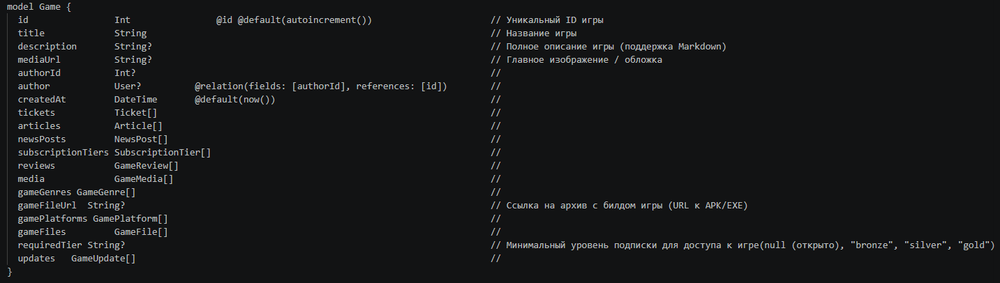 model Game {
  id                Int            @id @default(autoincrement())                      // Уникальный ID игры
  title             String                                                                // Название игры
  description       String?                                                               // Полное описание игры (поддержка Markdown)
  mediaUrl          String?                                                               // Главное изображение / обложка
  authorId          Int?                                                                  //
  author            User?          @relation(fields: [authorId], references: [id])        //
  createdAt         DateTime       @default(now())                                        //
  tickets           Ticket[]                                                              //
  articles          Article[]                                                             //
  newsPosts         NewsPost[]                                                            //
  subscriptionTiers SubscriptionTier[]                                                    //
  reviews           GameReview[]                                                          //
  media             GameMedia[]                                                           //
  gameGenres GameGenre[]                                                                  //
  gameFileUrl  String?                                                                    // Ссылка на архив с билдом игры (URL к APK/EXE)
  gamePlatforms GamePlatform[]                                                            //
  gameFiles         GameFile[]                                                            //
  requiredTier String?                                                                    // Минимальный уровень подписки для доступа к игре(null (открыто), "bronze", "silver", "gold")
  updates   GameUpdate[]                                                                  //
}